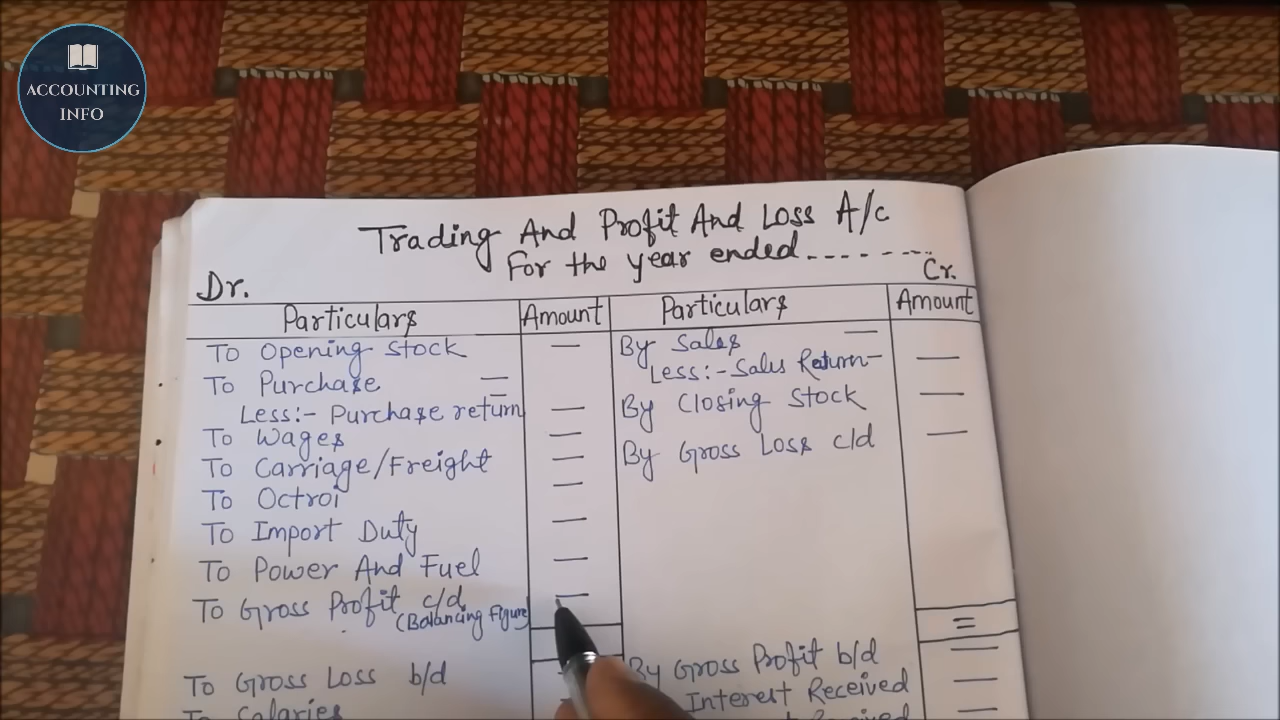 ACCOUNTING
INFO
Trading And Profit And Loss A/c
For the year ended.........
Dr.
Cr.
Particulars Amount Particulars Amount
To Opening Stock
To Purchase
Less:- Purchase return
To Wages
To Carriage/Freight
To Octroi
To Import Duty
To Power And Fuel
To Gross Profit c/d
(Balancing Figure)
To Gross Loss b/d
To Salaries
By Sales
Less:- Sales Return
By Closing Stock
By Gross Loss c/d
By Gross Profit b/d
Interest Received
Received